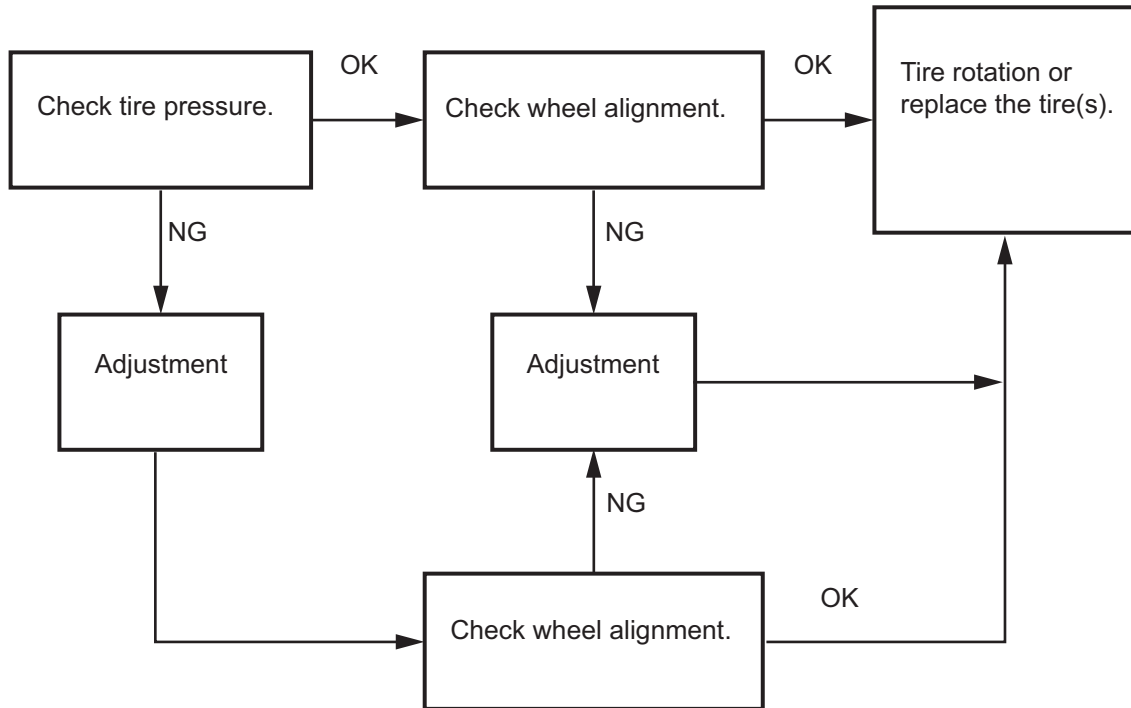 OK
OK
Check tire pressure.
Check wheel alignment.
Tire rotation or
replace the tire(s).
NG
NG
Adjustment
Adjustment
NG
OK
Check wheel alignment.